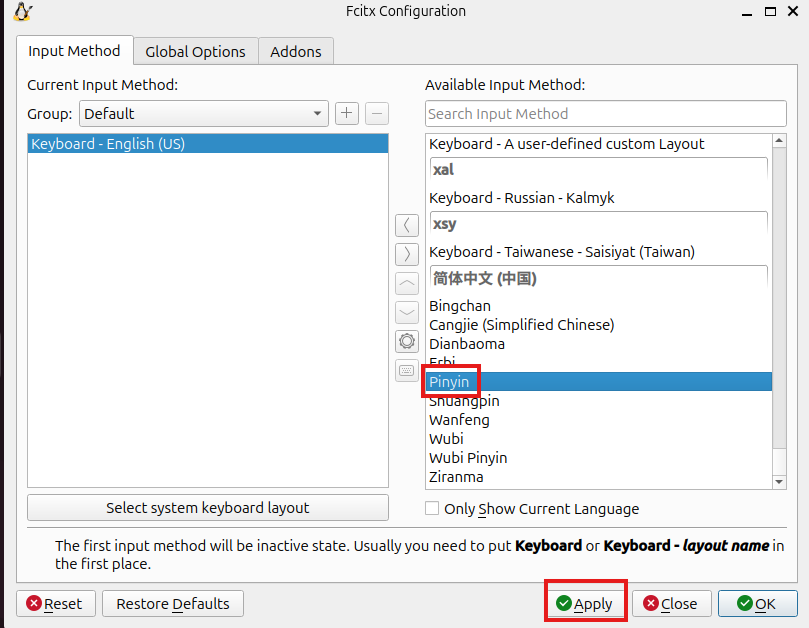 Fcitx Configuration
Input Method
Global Options
Addons
Current Input Method:
Group: Default
Keyboard - English (US)
Select system keyboard layout
Available Input Method:
Search Input Method
Keyboard - A user-defined custom Layout
xal
Keyboard - Russian - Kalmyk
xsy
Keyboard - Taiwanese - Saisiyat (Taiwan)
简体中文 (中国)
Bingchan
Cangjie (Simplified Chinese)
Dianbaoma
Erbi
Pinyin
Shuangpin
Wanfeng
Wubi
Wubi Pinyin
Ziranma
Only Show Current Language
The first input method will be inactive state. Usually you need to put Keyboard or Keyboard - layout name in
the first place.
Reset
Restore Defaults
Apply
Close
OK